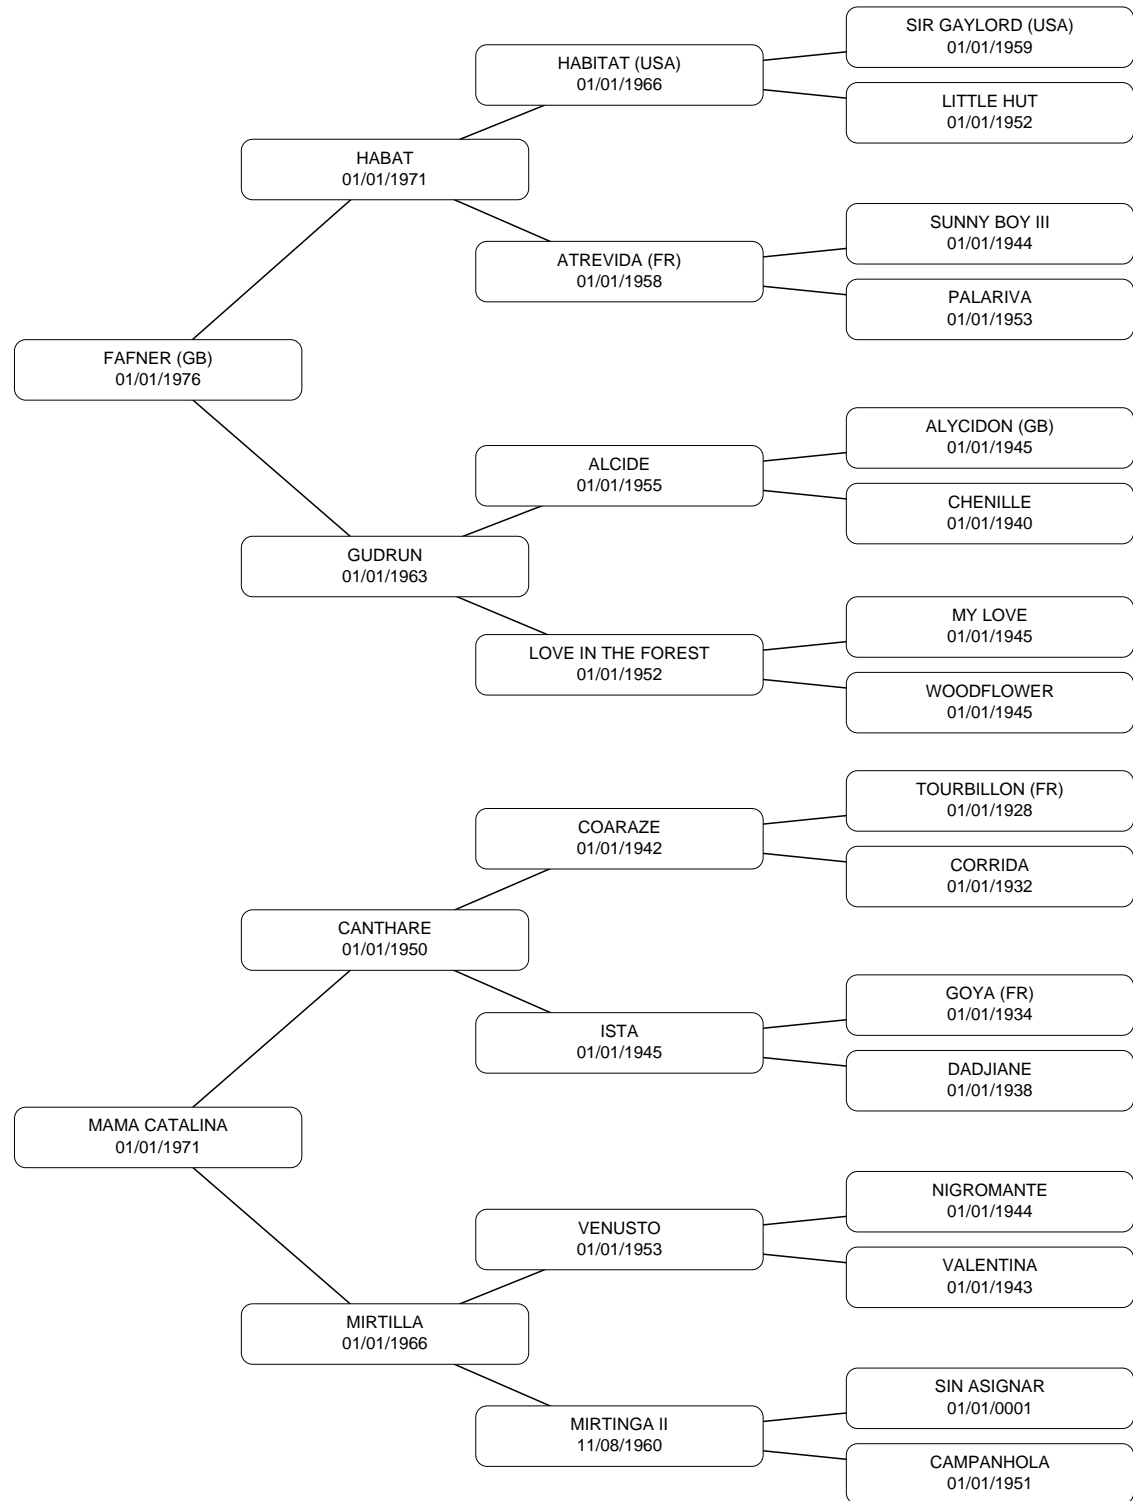 SIR GAYLORD (USA)
01/01/1959
HABITAT (USA)
01/01/1966
LITTLE HUT
01/01/1952
HABAT
01/01/1971
SUNNY BOY III
01/01/1944
ATREVIDA (FR)
01/01/1958
PALARIVA
01/01/1953
FAFNER (GB)
01/01/1976
ALYCIDON (GB)
01/01/1945
ALCIDE
01/01/1955
CHENILLE
01/01/1940
GUDRUN
01/01/1963
MY LOVE
01/01/1945
LOVE IN THE FOREST
01/01/1952
WOODFLOWER
01/01/1945
TOURBILLON (FR)
01/01/1928
COARAZE
01/01/1942
CORRIDA
01/01/1932
CANTHARE
01/01/1950
GOYA (FR)
01/01/1934
ISTA
01/01/1945
DADJIANE
01/01/1938
MAMA CATALINA
01/01/1971
NIGROMANTE
01/01/1944
VENUSTO
01/01/1953
VALENTINA
01/01/1943
MIRTILLA
01/01/1966
SIN ASIGNAR
01/01/0001
MIRTINGA II
11/08/1960
CAMPANHOLA
01/01/1951